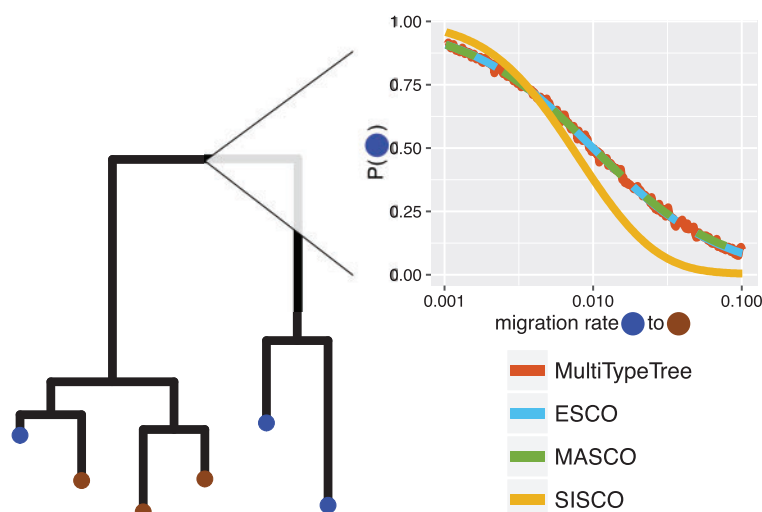 1.00
0.75
0.50
0.25
0.00
P( )
0.001 0.010 0.100
migration rate to
MultiTypeTree
ESCO
MASCO
SISCO